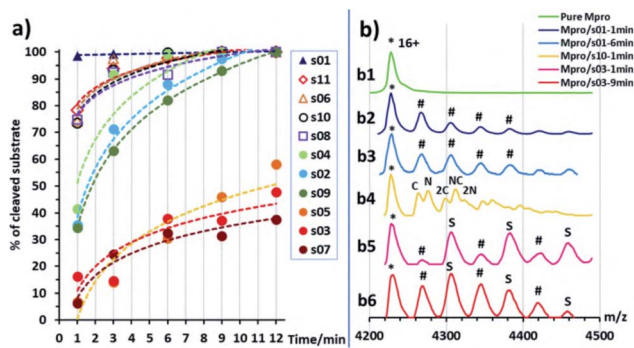 a)
% of cleaved substrate
100
90
80
70
60
50
40
30
20
10
0
0 1 2 3 4 5 6 7 8 9 10 11 12 Time/min
s01
s11
s06
s10
s08
s04
s02
s09
s05
s03
s07
b)
Pure Mpro
Mpro/s01-1min
Mpro/s01-6min
Mpro/s10-1min
Mpro/s03-1min
Mpro/s03-9min
* 16+
b1
* # # # #
b2
* # # # #
b3
* C N 2C NC 2N
b4
* # S # S # S
b5
* # S # S # S
b6
4200 4300 4400 4500 m/z